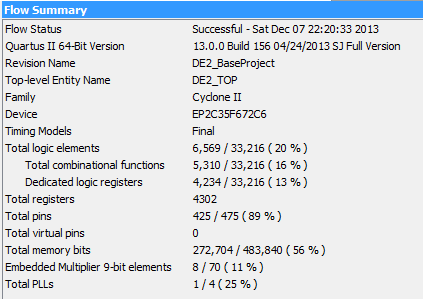 Flow Summary
Flow Status Successful - Sat Dec 07 22:20:33 2013
Quartus II 64-Bit Version 13.0.0 Build 156 04/24/2013 SJ Full Version
Revision Name DE2_BaseProject
Top-level Entity Name DE2_TOP
Family Cyclone II
Device EP2C35F672C6
Timing Models Final
Total logic elements 6,569 / 33,216 ( 20 % )
Total combinational functions 5,310 / 33,216 ( 16 % )
Dedicated logic registers 4,234 / 33,216 ( 13 % )
Total registers 4302
Total pins 425 / 475 ( 89 % )
Total virtual pins 0
Total memory bits 272,704 / 483,840 ( 56 % )
Embedded Multiplier 9-bit elements 8 / 70 ( 11 % )
Total PLLs 1 / 4 ( 25 % )